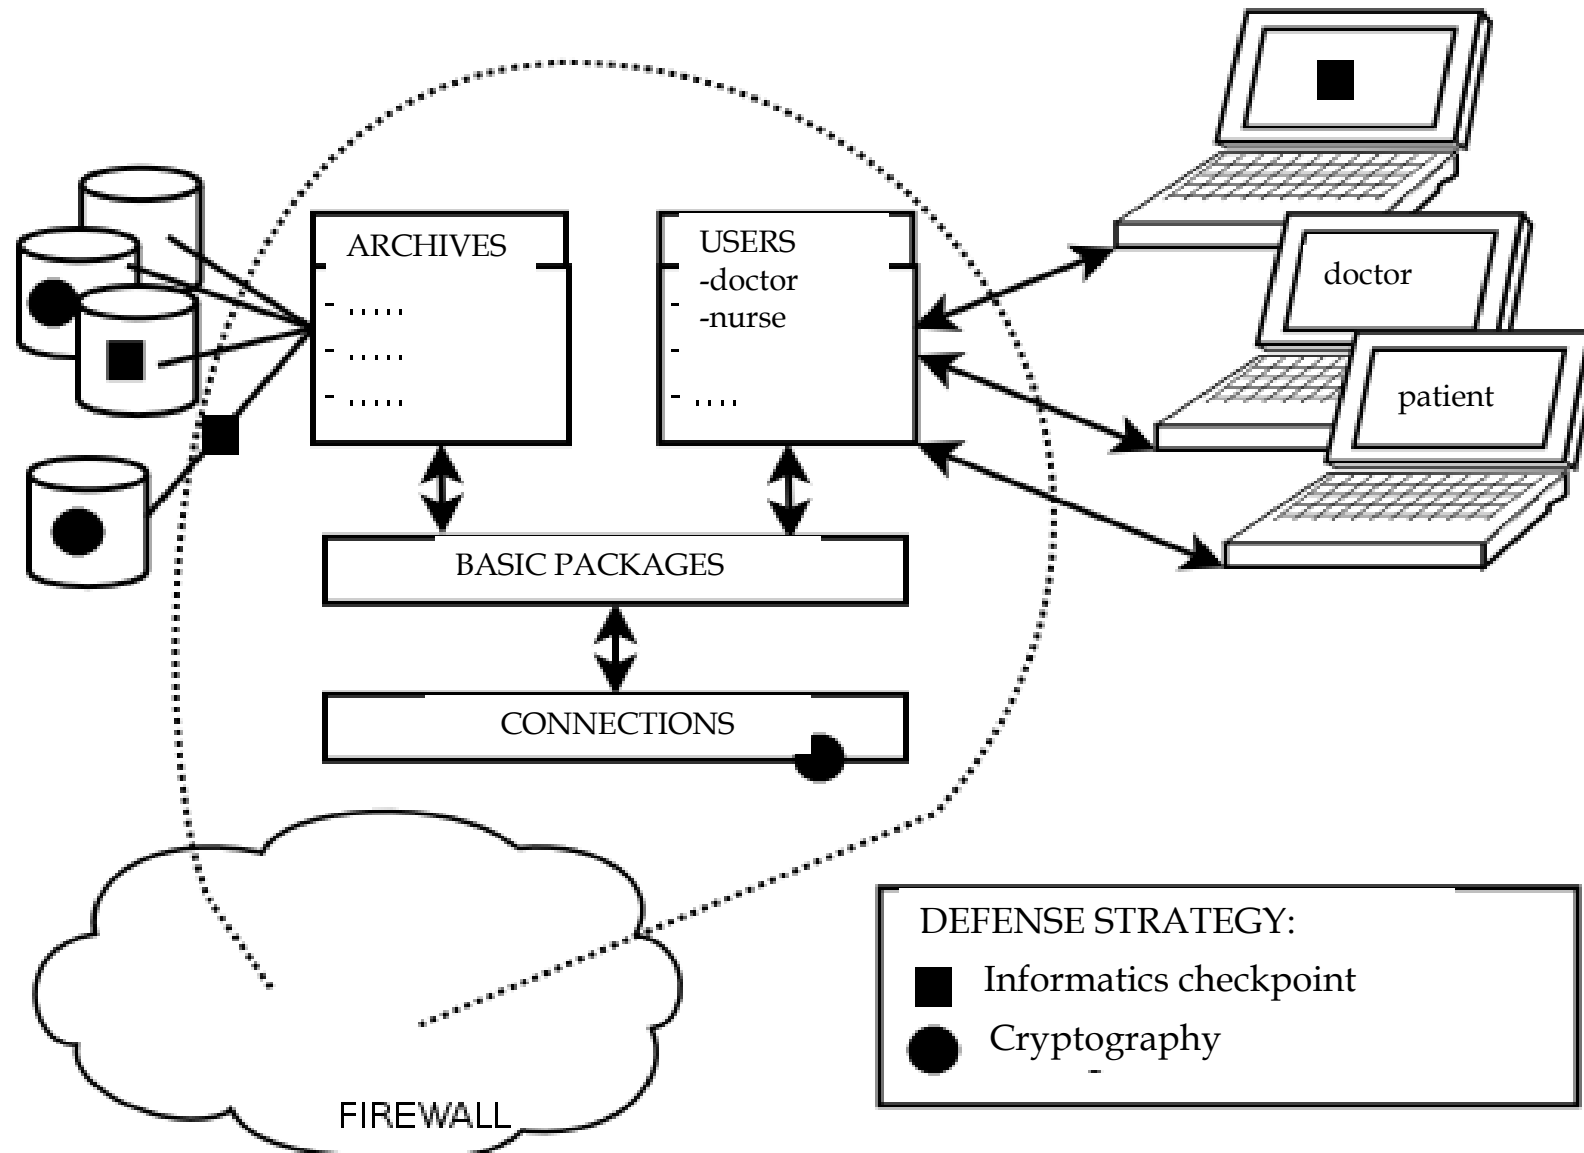 ARCHIVES
- .....
- .....
- .....
USERS
-doctor
-nurse
-
- ....
doctor
patient
BASIC PACKAGES
CONNECTIONS
FIREWALL
DEFENSE STRATEGY:
Informatics checkpoint
Cryptography